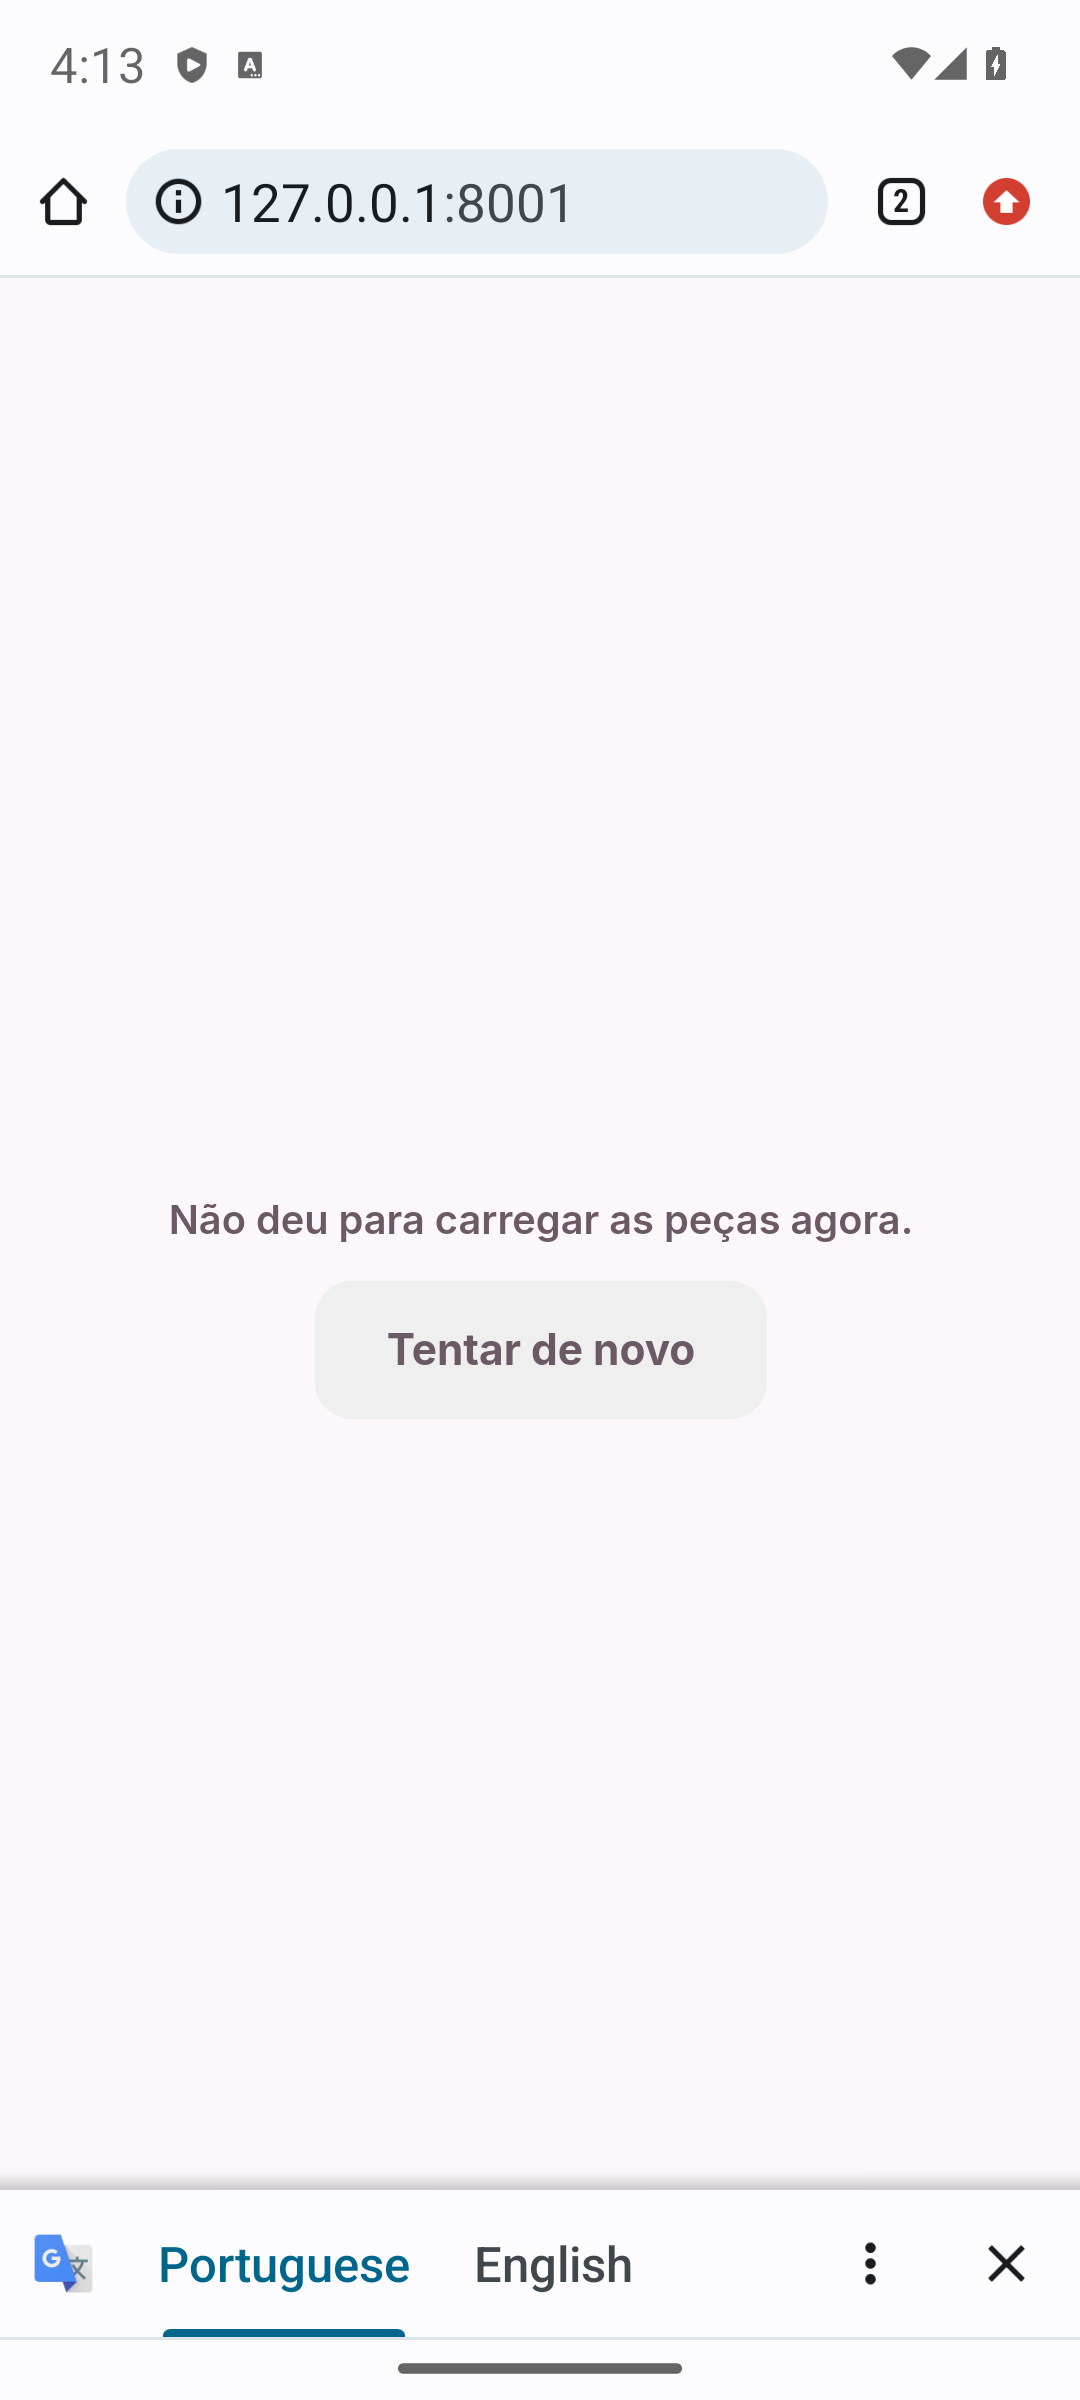 4:13
127.0.0.1:8001
2
Não deu para carregar as peças agora.
Tentar de novo
Portuguese
English